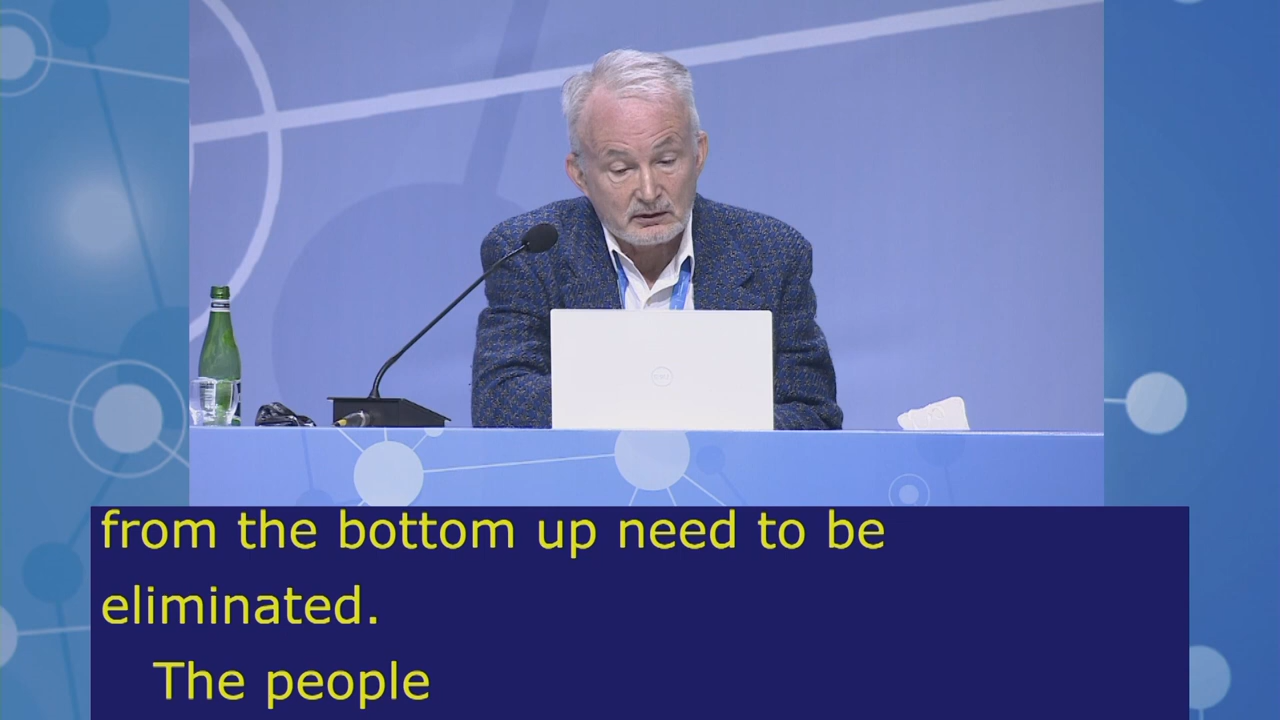 from the bottom up need to be
eliminated.
The people